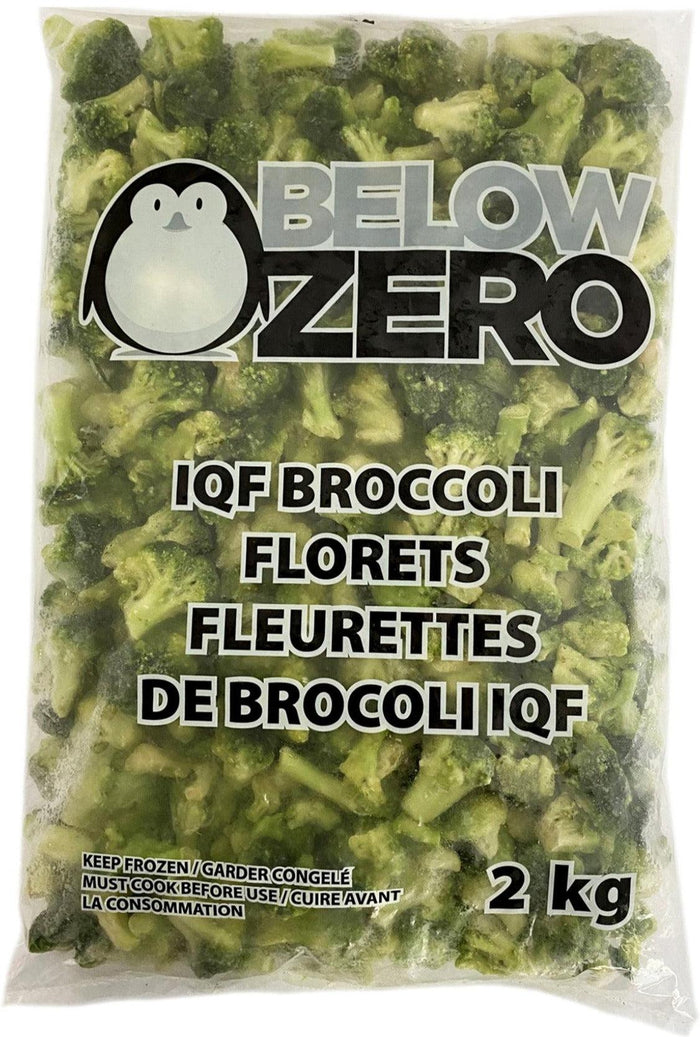 BELOW
ZERO
IQF BROCCOLI
FLORETS
FLEURETTES
DE BROCOLI IQF
KEEP FROZEN / GARDER CONGELÉ
MUST COOK BEFORE USE / CUIRE AVANT
LA CONSOMMATION
2 kg